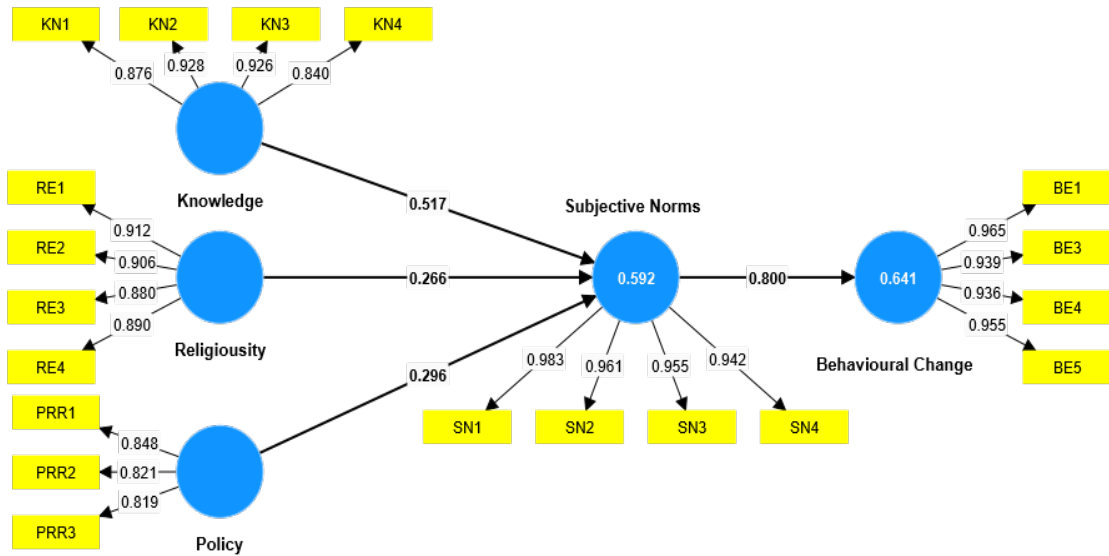 KN1
KN2
KN3
KN4
0.876
0.928
0.926
0.840
Knowledge
RE1
RE2
RE3
RE4
0.912
0.906
0.880
0.890
Religiousity
PRR1
PRR2
PRR3
0.848
0.821
0.819
Policy
0.517
0.266
0.296
Subjective Norms
0.592
0.983
0.961
0.955
0.942
SN1
SN2
SN3
SN4
0.800
0.641
Behavioural Change
0.965
0.939
0.936
0.955
BE1
BE3
BE4
BE5